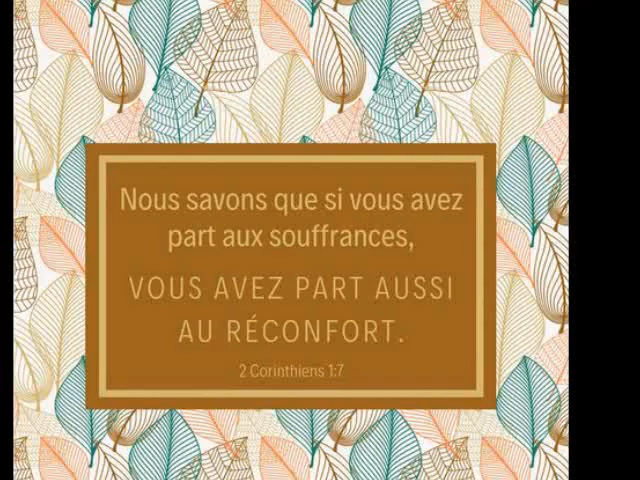 Nous savons que si vous avez
part aux souffrances,
VOUS AVEZ PART AUSSI
AU RÉCONFORT.
2 Corinthiens 1:7